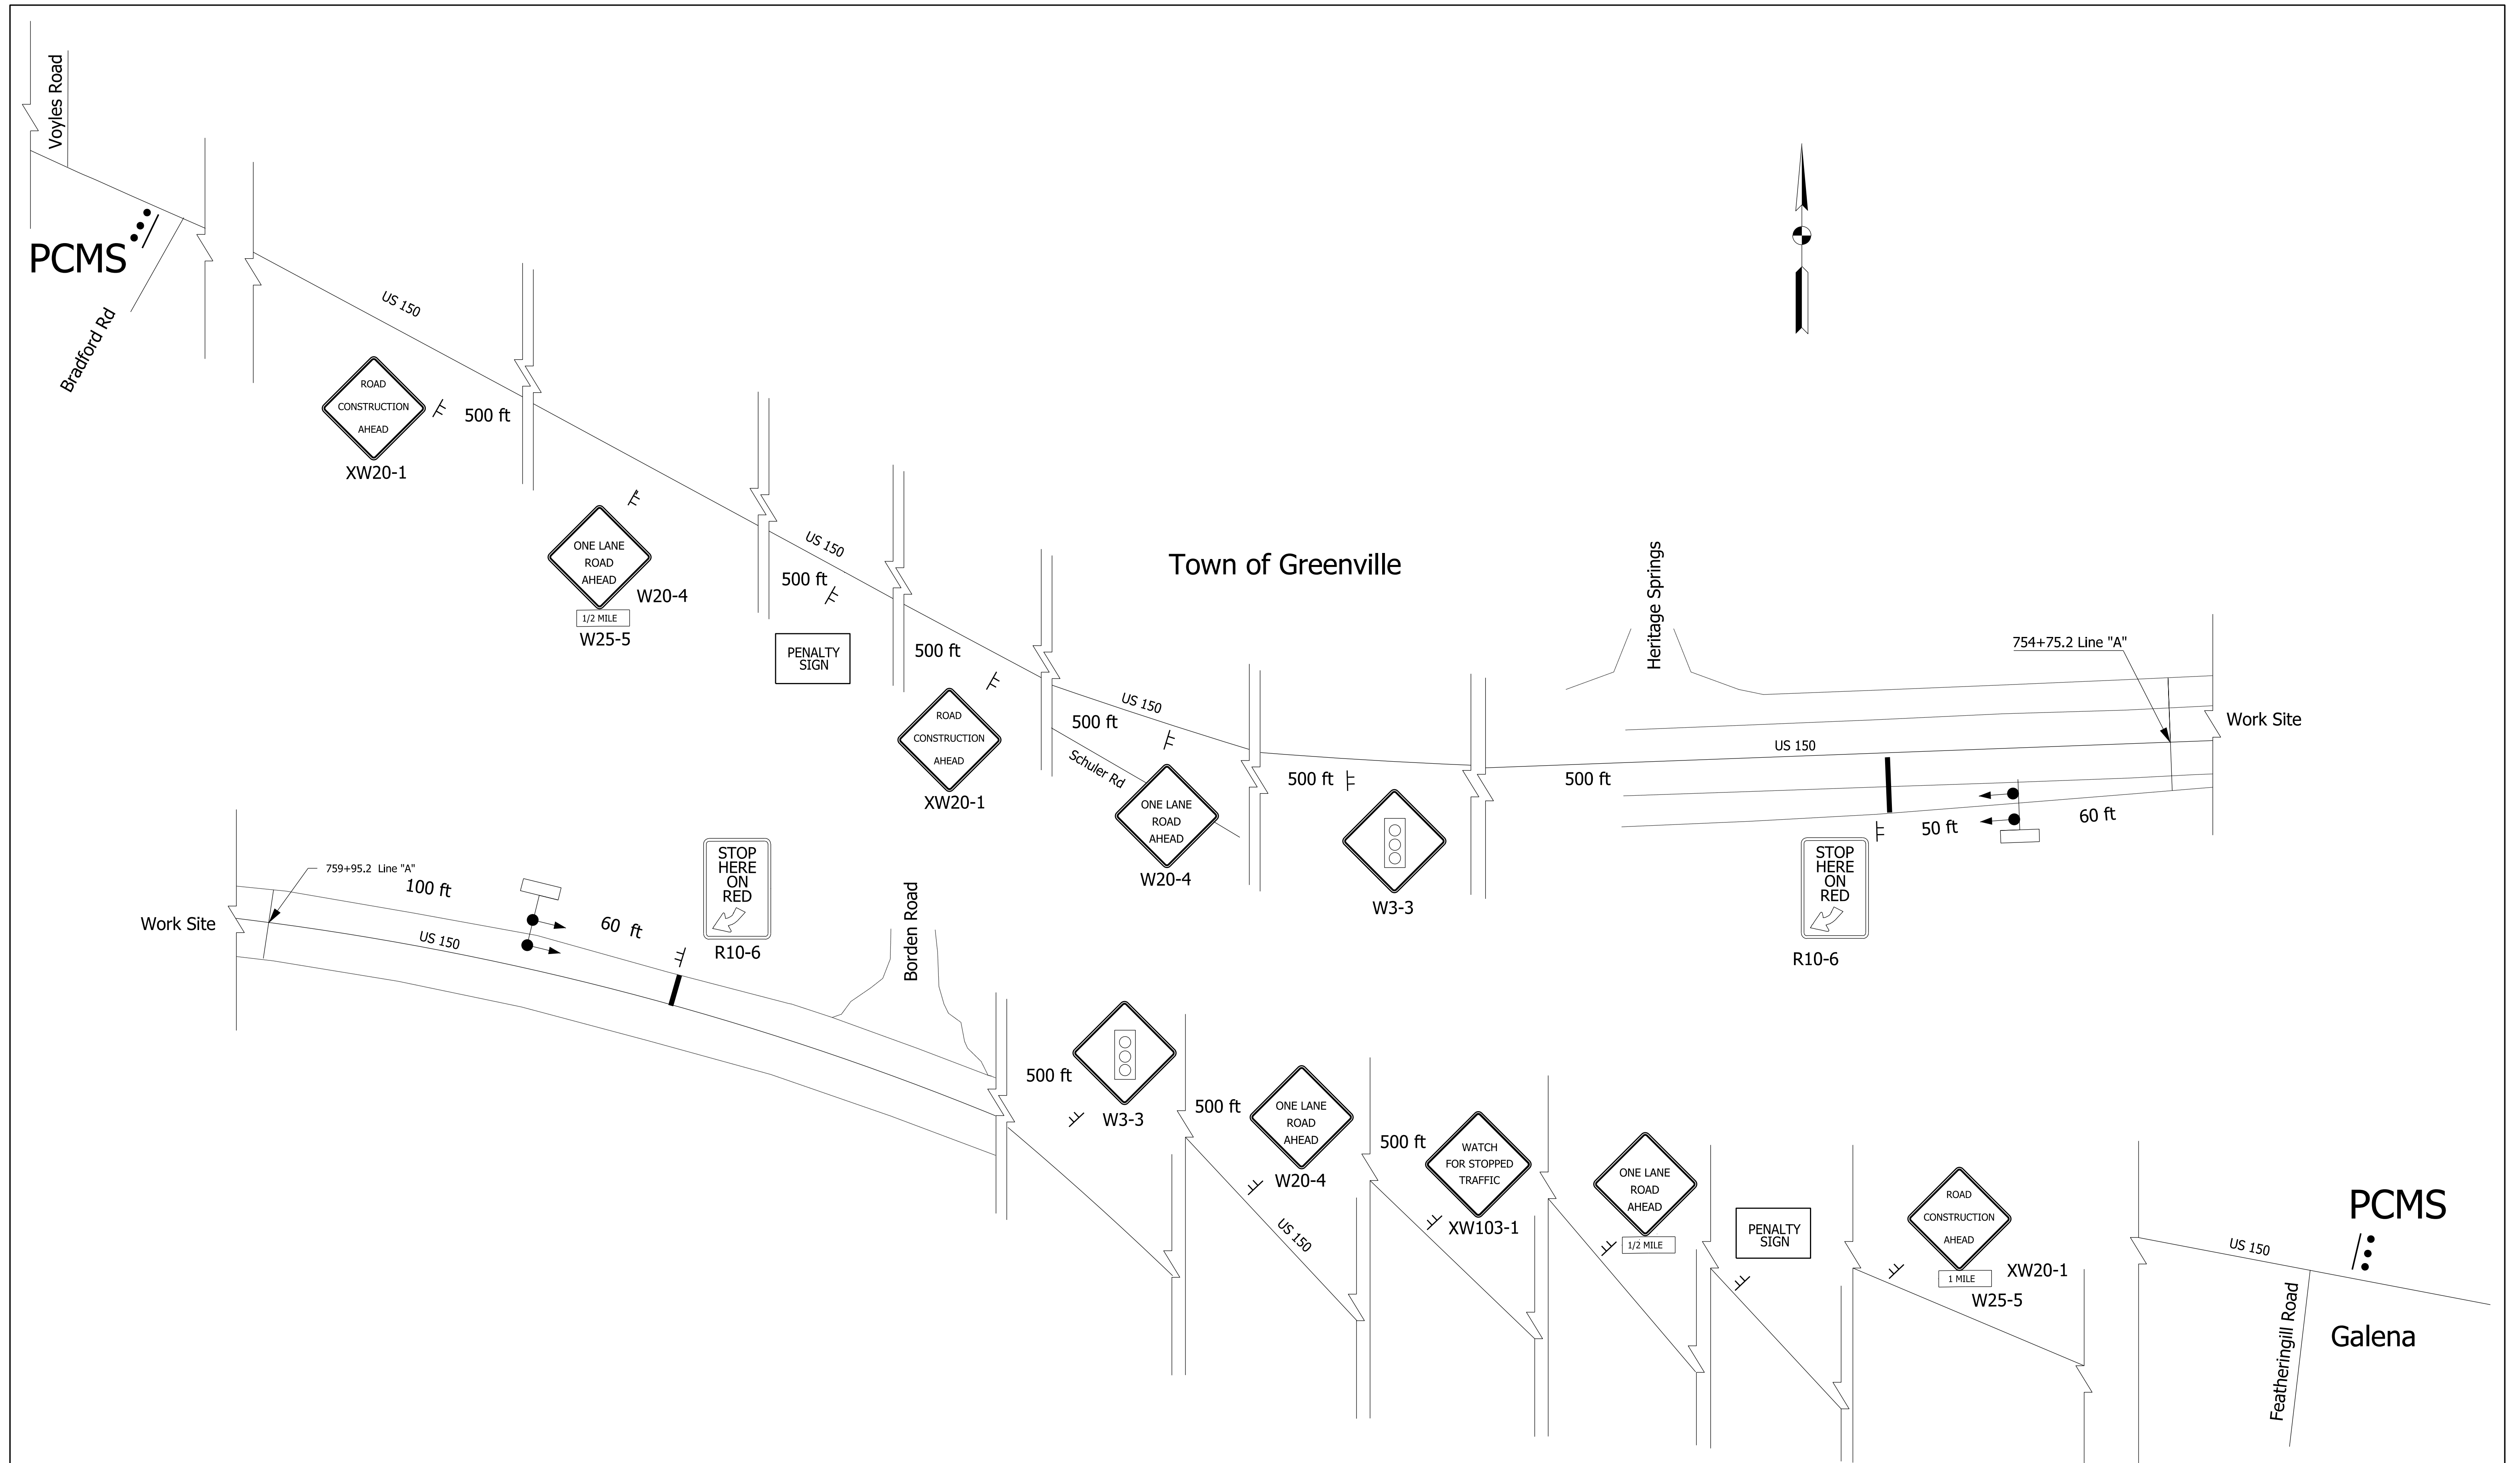 Voyles Road
PCMS
Bradford Rd
US 150
ROAD
CONSTRUCTION
AHEAD
XW20-1
500 ft
ONE LANE
ROAD
AHEAD
W20-4
1/2 MILE
W25-5
US 150
500 ft
PENALTY
SIGN
500 ft
ROAD
CONSTRUCTION
AHEAD
XW20-1
Town of Greenville
US 150
500 ft
Schuler Rd
ONE LANE
ROAD
AHEAD
W20-4
500 ft
W3-3
Heritage Springs
500 ft
US 150
754+75.2 Line "A"
Work Site
50 ft
60 ft
STOP
HERE
ON
RED
R10-6
Work Site
759+95.2 Line "A"
100 ft
US 150
60 ft
STOP
HERE
ON
RED
R10-6
Borden Road
500 ft
W3-3
500 ft
ONE LANE
ROAD
AHEAD
W20-4
US 150
500 ft
WATCH
FOR STOPPED
TRAFFIC
XW103-1
ONE LANE
ROAD
AHEAD
1/2 MILE
PENALTY
SIGN
ROAD
CONSTRUCTION
AHEAD
1 MILE
XW20-1
W25-5
PCMS
US 150
Featheringill Road
Galena